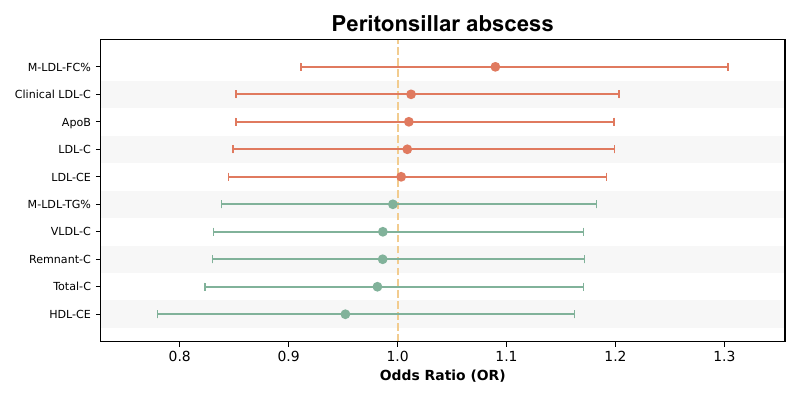 Peritonsillar abscess
M-LDL-FC%
Clinical LDL-C
ApoB
LDL-C
LDL-CE
M-LDL-TG%
VLDL-C
Remnant-C
Total-C
HDL-CE
0.8 0.9 1.0 1.1 1.2 1.3
Odds Ratio (OR)